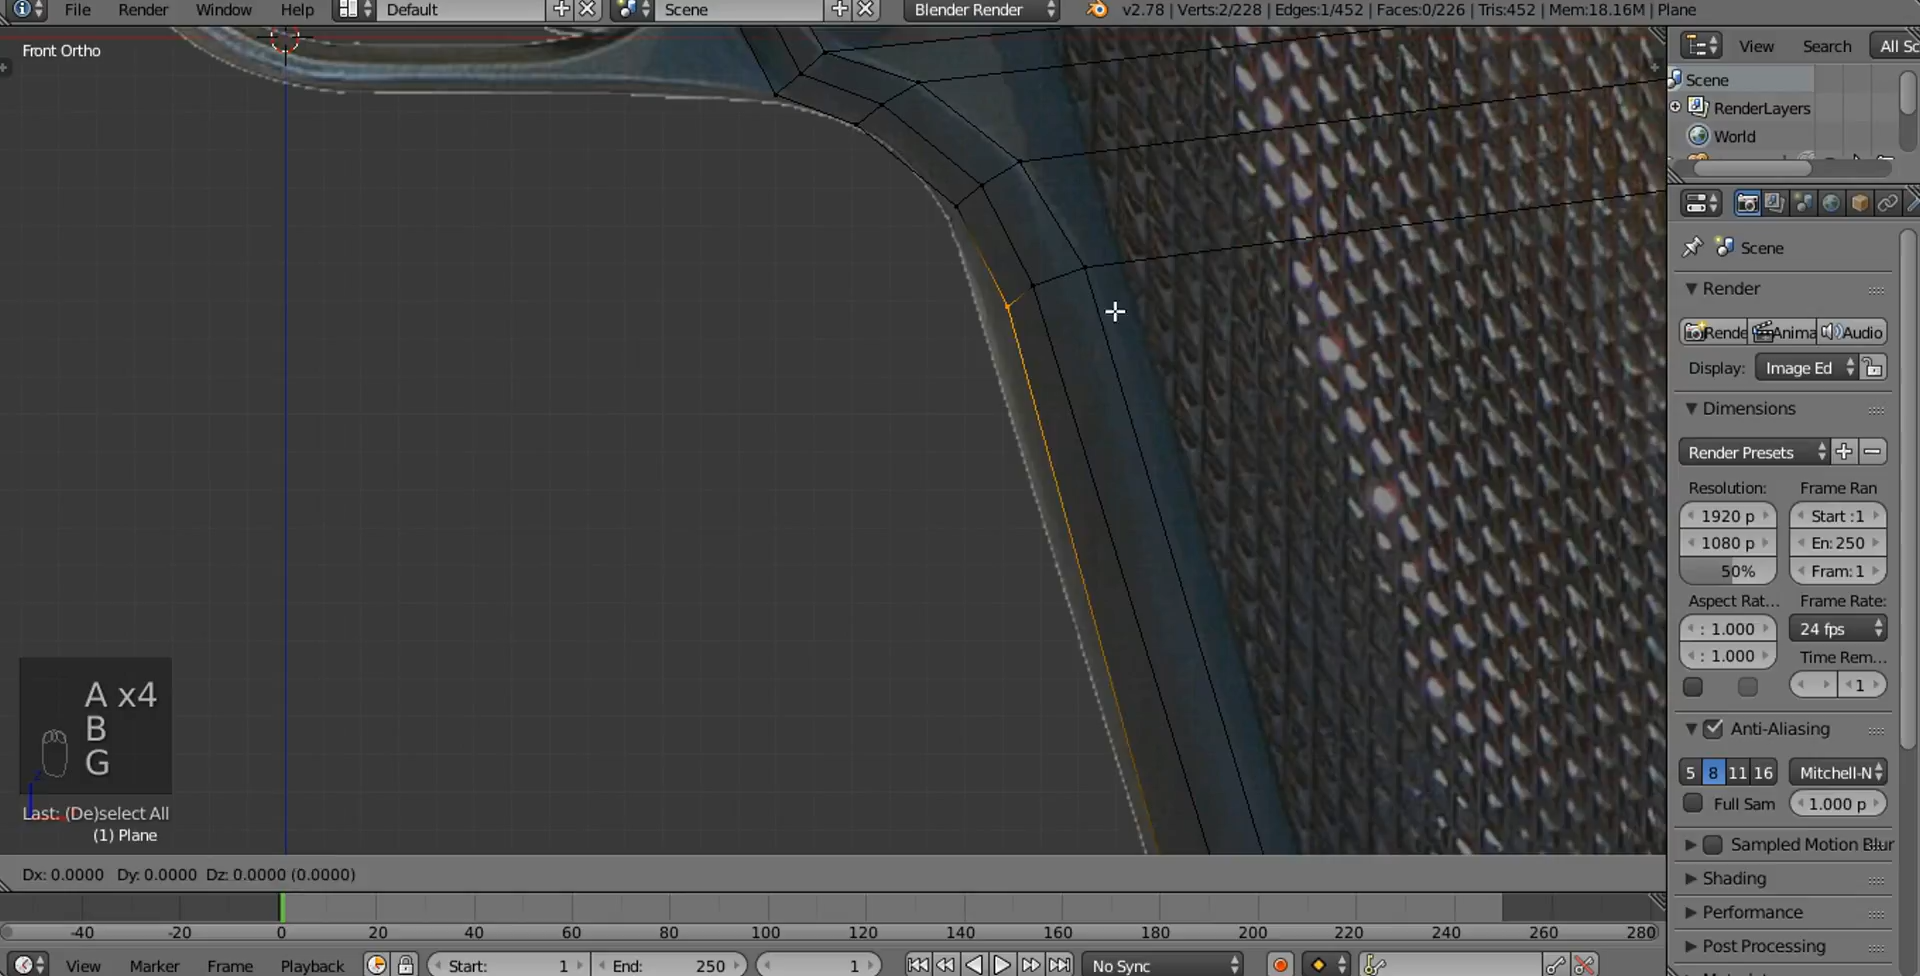 File Render Window Help Default Scene Blender Render v2.78 | Verts:2/228 | Edges:1/452 | Faces:0/226 | Tris:452 | Mem:18.16M | Plane
Front Ortho
View Search All Sc
Scene
RenderLayers
World
Scene
Render
Rende Anima Audio
Display: Image Ed
Dimensions
Render Presets
Resolution: Frame Ran
1920 p Start :1
1080 p En: 250
50% Fram: 1
Aspect Rat... Frame Rate:
: 1.000 24 fps
: 1.000 Time Rem...
1
Anti-Aliasing
5 8 11 16 Mitchell-N
Full Sam 1.000 p
Sampled Motion Blur
Shading
Performance
Post Processing
A x4
B
G
Last: (De)select All
(1) Plane
Dx: 0.0000 Dy: 0.0000 Dz: 0.0000 (0.0000)
-40 -20 0 20 40 60 80 100 120 140 160 180 200 220 240 260 280
View Marker Frame Playback Start: 1 End: 250 1 No Sync